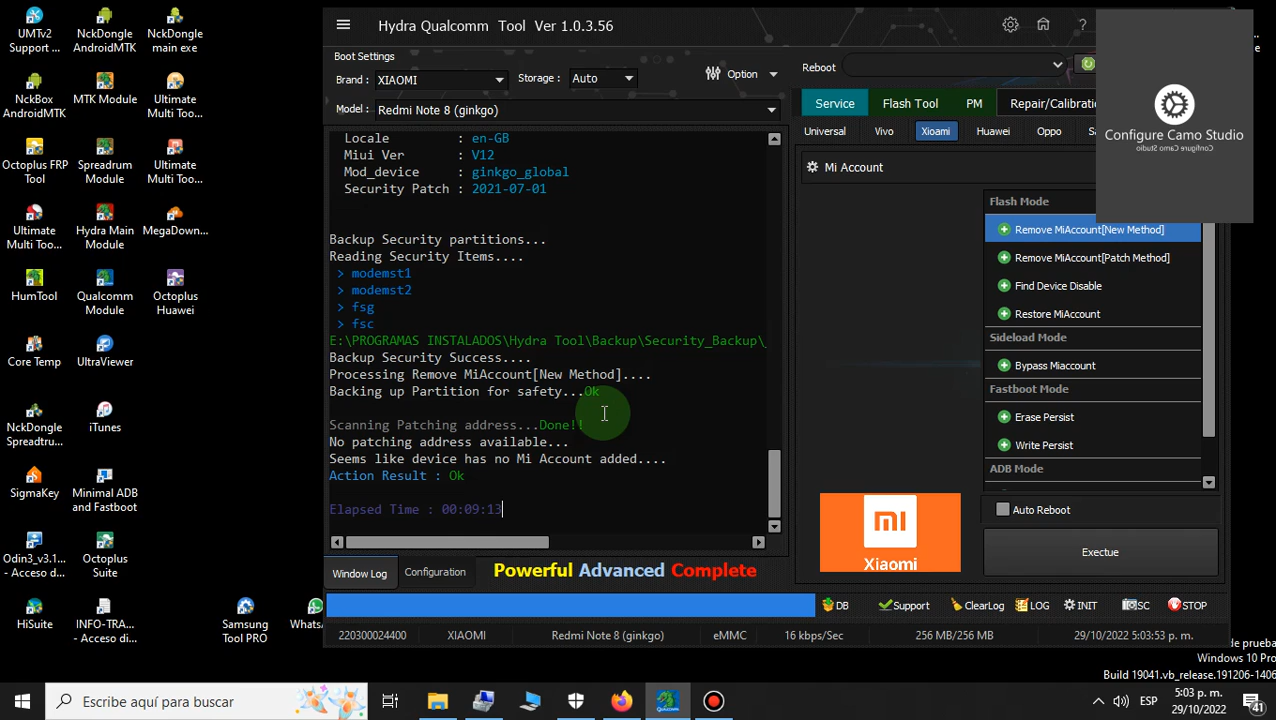 UMTv2
Support ...
NckDongle
AndroidMTK
NckDongle
main exe
NckBox
AndroidMTK
MTK Module
Ultimate
Multi Too...
Octoplus FRP
Tool
Spreadrum
Module
Ultimate
Multi Too...
Ultimate
Multi Too...
Hydra Main
Module
MegaDown...
HumTool
Qualcomm
Module
Octoplus
Huawei
Core Temp
UltraViewer
NckDongle
Spreadtru...
iTunes
SigmaKey
Minimal ADB
and Fastboot
Odin3_v3.1...
- Acceso d...
Octoplus
Suite
HiSuite
INFO-TRA...
- Acceso di...
Samsung
Tool PRO
Whats
Hydra Qualcomm Tool Ver 1.0.3.56
?
Boot Settings
Brand : XIAOMI
Storage : Auto
Option
Model : Redmi Note 8 (ginkgo)
Locale : en-GB
Miui Ver : V12
Mod_device : ginkgo_global
Security Patch : 2021-07-01
Backup Security partitions...
Reading Security Items....
> modemst1
> modemst2
> fsg
> fsc
E:\PROGRAMAS INSTALADOS\Hydra Tool\Backup\Security_Backup\_
Backup Security Success....
Processing Remove MiAccount[New Method]....
Backing up Partition for safety...Ok
Scanning Patching address...Done!!
No patching address available...
Seems like device has no Mi Account added....
Action Result : Ok
Elapsed Time : 00:09:13
Window Log
Configuration
Powerful Advanced Complete
Reboot
Service
Flash Tool
PM
Repair/Calibratio
Universal
Vivo
Xioami
Huawei
Oppo
Sa
Mi Account
Flash Mode
Remove MiAccount[New Method]
Remove MiAccount[Patch Method]
Find Device Disable
Restore MiAccount
Sideload Mode
Bypass Miaccount
Fastboot Mode
Erase Persist
Write Persist
ADB Mode
Auto Reboot
Exectue
mi
Xiaomi
Configure Camo Studio
Configure Camo Studio
DB
Support
ClearLog
LOG
INIT
SC
STOP
220300024400
XIAOMI
Redmi Note 8 (ginkgo)
eMMC
16 kbps/Sec
256 MB/256 MB
29/10/2022 5:03:53 p. m.
de prueba
Windows 10 Pro
Build 19041.vb_release.191206-1406
Escribe aquí para buscar
Qualcomm
ESP
5:03 p. m.
29/10/2022
41